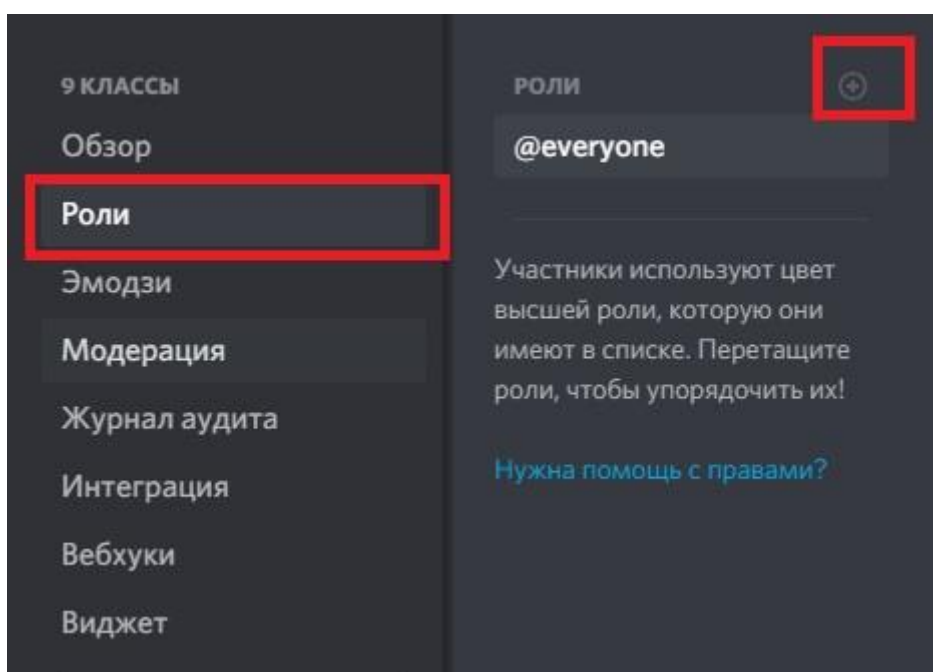 9 КЛАССЫ
Обзор
Роли
Эмодзи
Модерация
Журнал аудита
Интеграция
Вебхуки
Виджет
РОЛИ
@everyone
Участники используют цвет
высшей роли, которую они
имеют в списке. Перетащите
роли, чтобы упорядочить их!
Нужна помощь с правами?